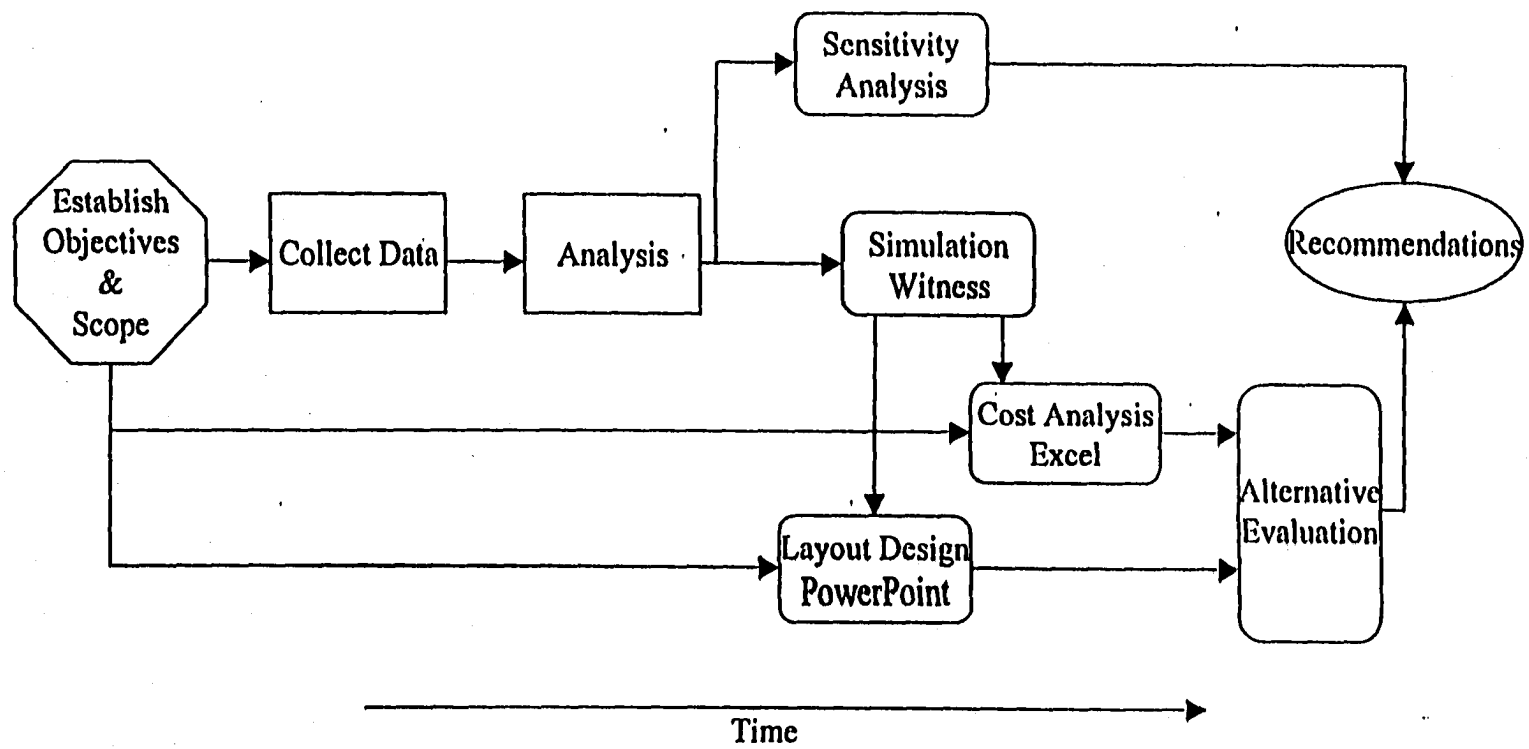 Sensitivity
Analysis
Establish
Objectives
&
Scope
Collect Data
Analysis
Simulation
Witness
Recommendations
Cost Analysis
Excel
Alternative
Evaluation
Layout Design
PowerPoint
Time